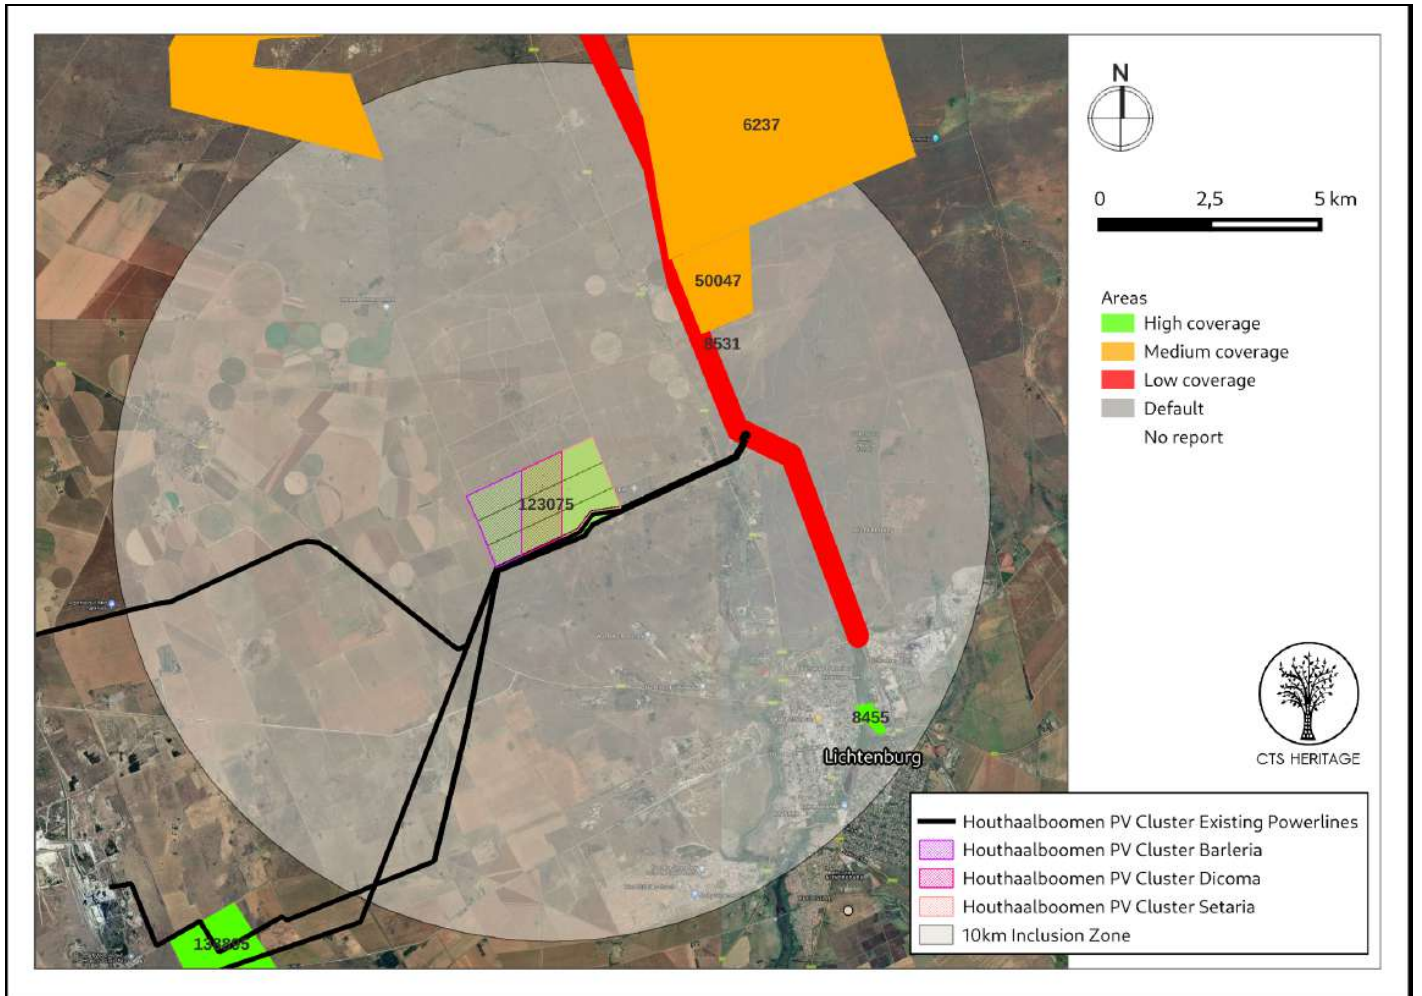 N
0 2,5 5 km
6237
50047
8531
123075
8455
Lichtenburg
Areas
High coverage
Medium coverage
Low coverage
Default
No report
CTS HERITAGE
Houthaalboomen PV Cluster Existing Powerlines
Houthaalboomen PV Cluster Barleria
Houthaalboomen PV Cluster Dicoma
Houthaalboomen PV Cluster Setaria
10km Inclusion Zone